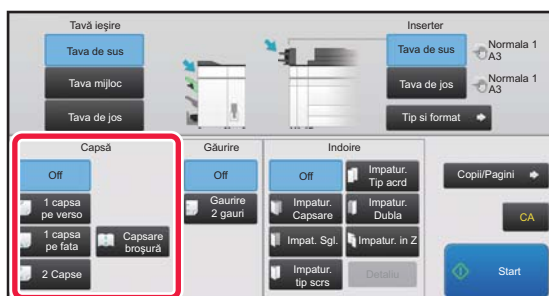 Tavă ieşire
Inserter
Tava de sus
Tava mijloc
Tava de jos
Tava de sus
Normala 1
A3
Tava de jos
Normala 1
A3
Tip si format
Capsă
Găurire
Indoire
Off
1 capsa
pe verso
1 capsa
pe fata
Capsare
broşură
2 Capse
Off
Gaurire
2 gauri
Off
Impatur.
Tip acrd
Impatur.
Capsare
Impatur.
Dubla
Impat. Sgl.
Impatur. in Z
Impatur.
tip scrs
Detaliu
Copii/Pagini
CA
Start